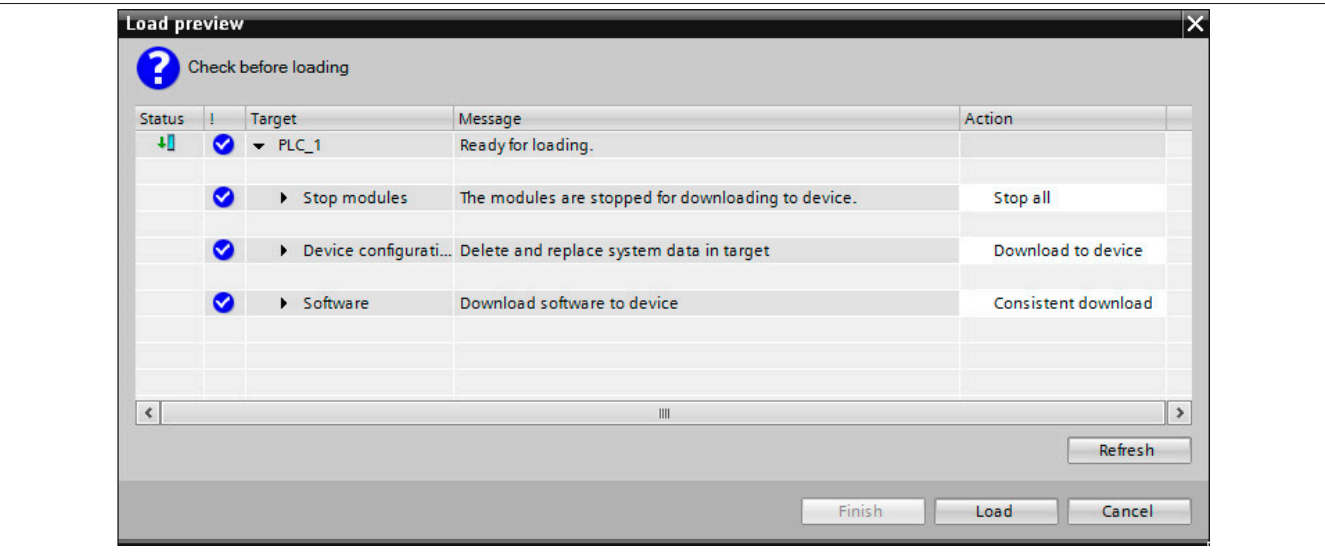 Load preview
Check before loading
Status ! Target Message Action
PLC_1 Ready for loading.
Stop modules The modules are stopped for downloading to device. Stop all
Device configurati... Delete and replace system data in target Download to device
Software Download software to device Consistent download
Refresh
Finish Load Cancel